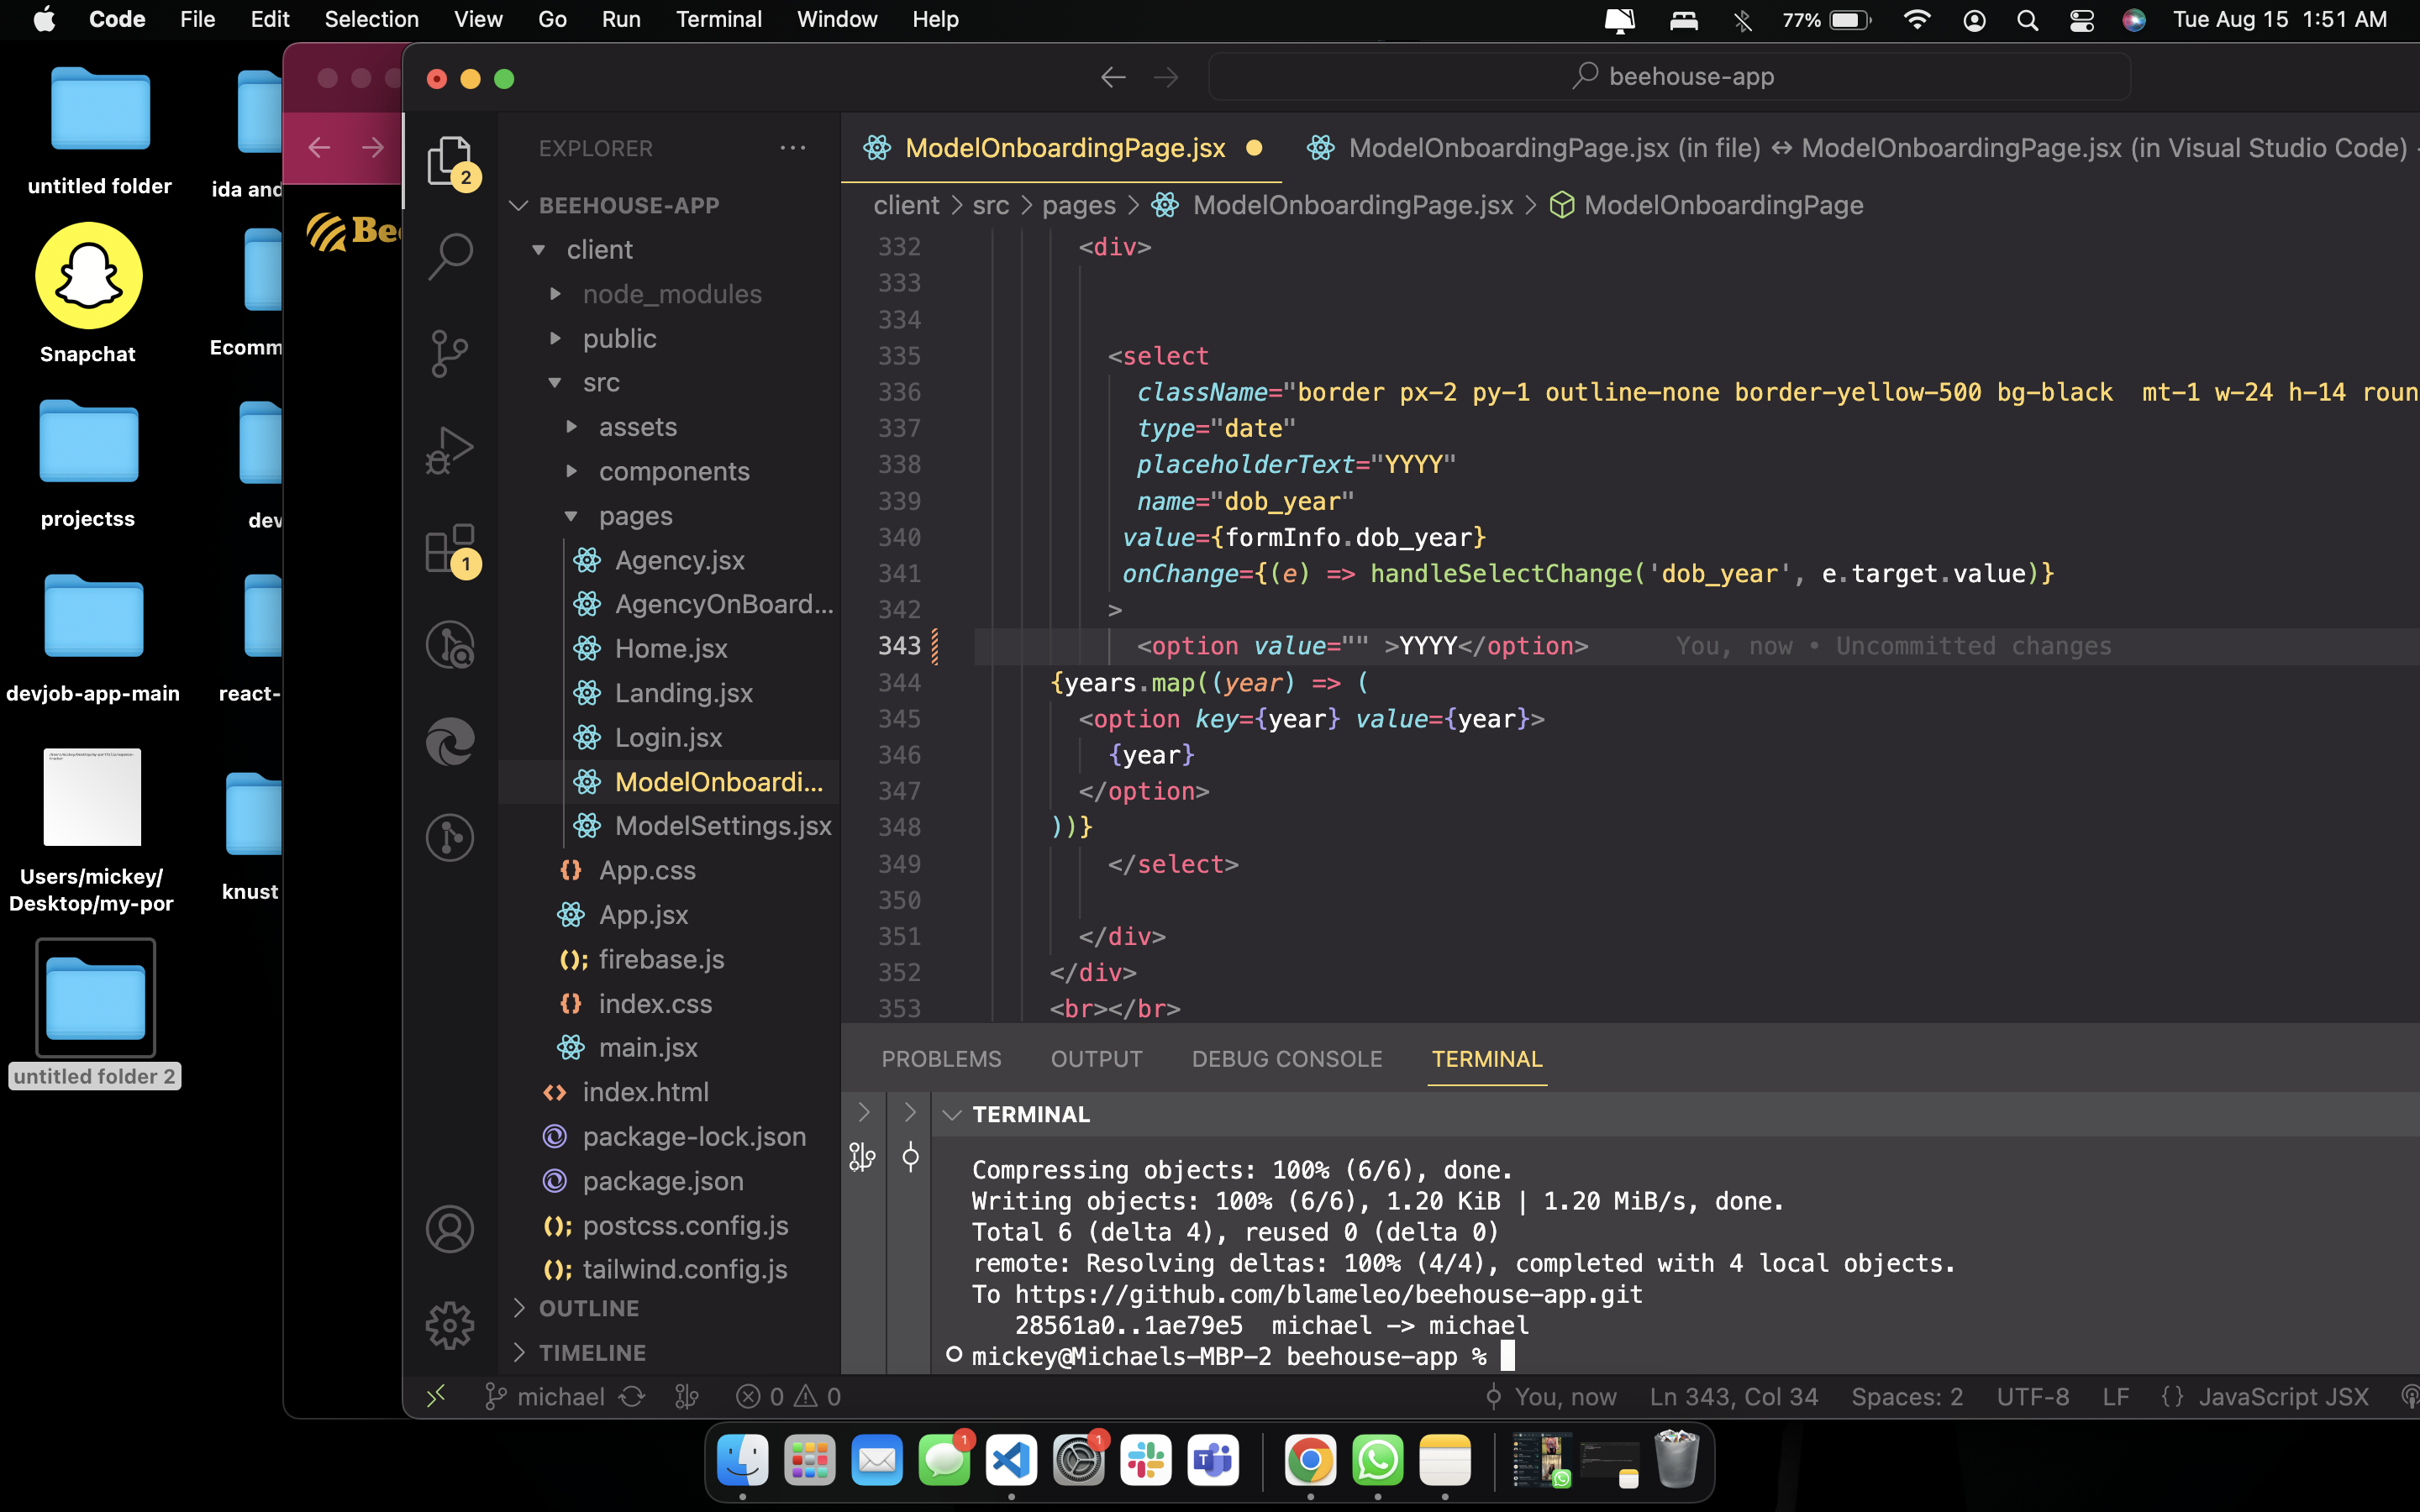 Code File Edit Selection View Go Run Terminal Window Help 77% Tue Aug 15 1:51 AM
untitled folder
ida and
Snapchat
Ecomm
projectss
dev
devjob-app-main
react-
Users/mickey/
Desktop/my-por
knust
untitled folder 2
Bee
beehouse-app
2
1
EXPLORER ...
BEEHOUSE-APP
client
node_modules
public
src
assets
components
pages
Agency.jsx
AgencyOnBoard...
Home.jsx
Landing.jsx
Login.jsx
ModelOnboardi...
ModelSettings.jsx
App.css
App.jsx
firebase.js
index.css
main.jsx
index.html
package-lock.json
package.json
postcss.config.js
tailwind.config.js
OUTLINE
TIMELINE
ModelOnboardingPage.jsx ModelOnboardingPage.jsx (in file) ↔ ModelOnboardingPage.jsx (in Visual Studio Code) -
client > src > pages > ModelOnboardingPage.jsx > ModelOnboardingPage
332 <div>
333
334
335 <select
336 className="border px-2 py-1 outline-none border-yellow-500 bg-black  mt-1 w-24 h-14 roun
337 type="date"
338 placeholderText="YYYY"
339 name="dob_year"
340 value={formInfo.dob_year}
341 onChange={(e) => handleSelectChange('dob_year', e.target.value)}
342 >
343 <option value="" >YYYY</option> You, now • Uncommitted changes
344 {years.map((year) => (
345 <option key={year} value={year}>
346 {year}
347 </option>
348 ))}
349 </select>
350
351 </div>
352 </div>
353 <br></br>
PROBLEMS OUTPUT DEBUG CONSOLE TERMINAL
TERMINAL
Compressing objects: 100% (6/6), done.
Writing objects: 100% (6/6), 1.20 KiB | 1.20 MiB/s, done.
Total 6 (delta 4), reused 0 (delta 0)
remote: Resolving deltas: 100% (4/4), completed with 4 local objects.
To https://github.com/blameleo/beehouse-app.git
28561a0..1ae79e5  michael -> michael
mickey@Michaels-MBP-2 beehouse-app %
michael 0 0 You, now Ln 343, Col 34 Spaces: 2 UTF-8 LF {} JavaScript JSX
1 1